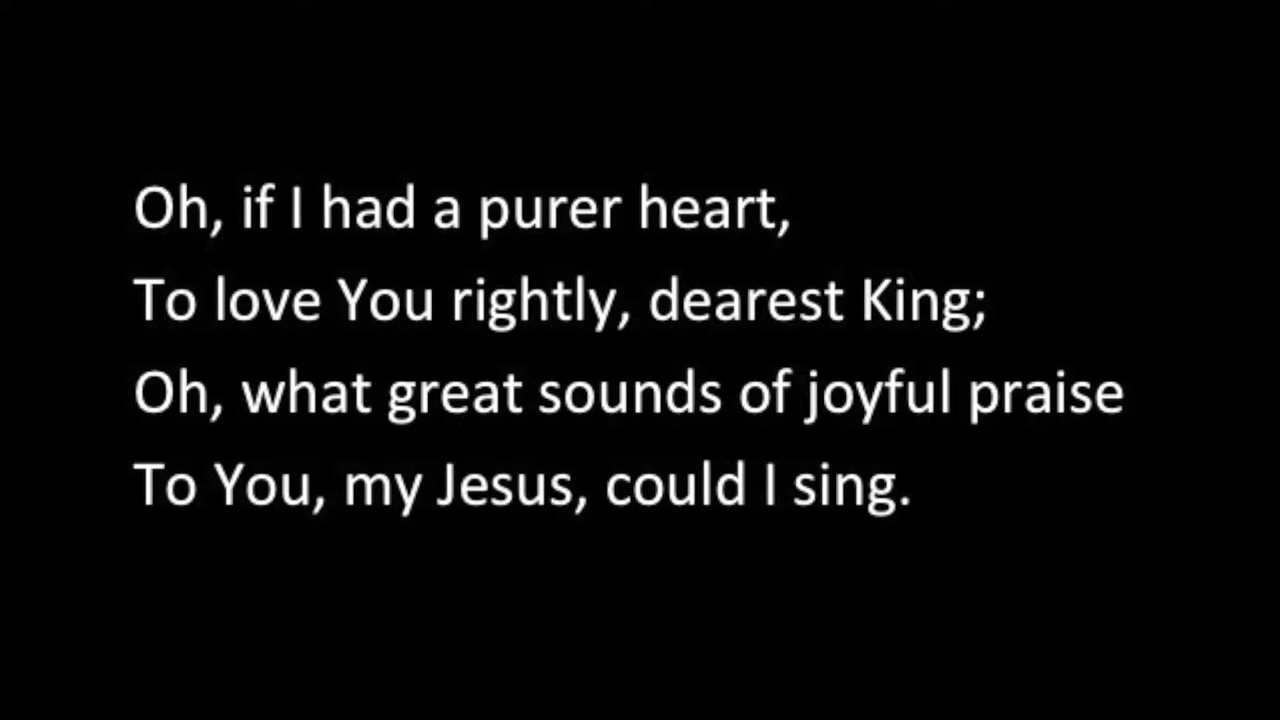 Oh, if I had a purer heart,
To love You rightly, dearest King;
Oh, what great sounds of joyful praise
To You, my Jesus, could I sing.